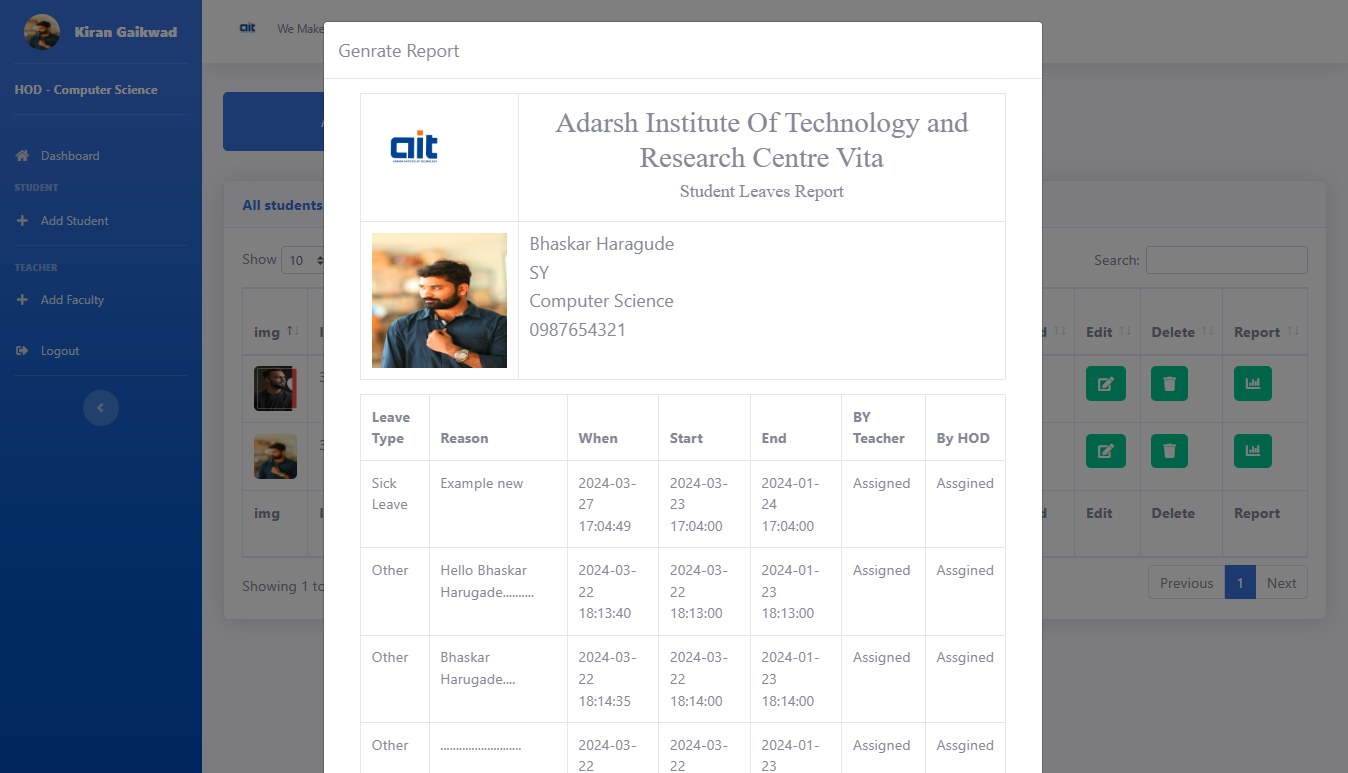 Kiran Gaikwad
HOD - Computer Science
Dashboard
STUDENT
Add Student
TEACHER
Add Faculty
Logout
ait
We Make
All students
Show 10
Search:
img
Edit
Delete
Report
img
Edit
Delete
Report
Showing 1 to
Previous 1 Next
Genrate Report
ait
Adarsh Institute Of Technology and
Research Centre Vita
Student Leaves Report
Bhaskar Haragude
SY
Computer Science
0987654321
Leave Type Reason When Start End BY Teacher By HOD
Sick Leave Example new 2024-03-27 17:04:49 2024-03-23 17:04:00 2024-01-24 17:04:00 Assigned Assgined
Other Hello Bhaskar Harugade.......... 2024-03-22 18:13:40 2024-03-22 18:13:00 2024-01-23 18:13:00 Assigned Assgined
Other Bhaskar Harugade.... 2024-03-22 18:14:35 2024-03-22 18:14:00 2024-01-23 18:14:00 Assigned Assgined
Other .......................... 2024-03-22 2024-03-22 2024-01-23 Assigned Assgined